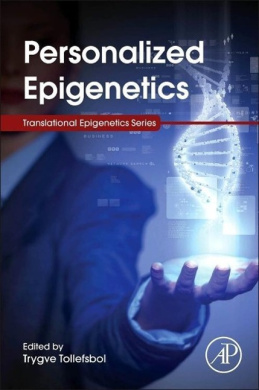 Personalized
Epigenetics
Translational Epigenetics Series
Edited by
Trygve Tollefsbol
AP